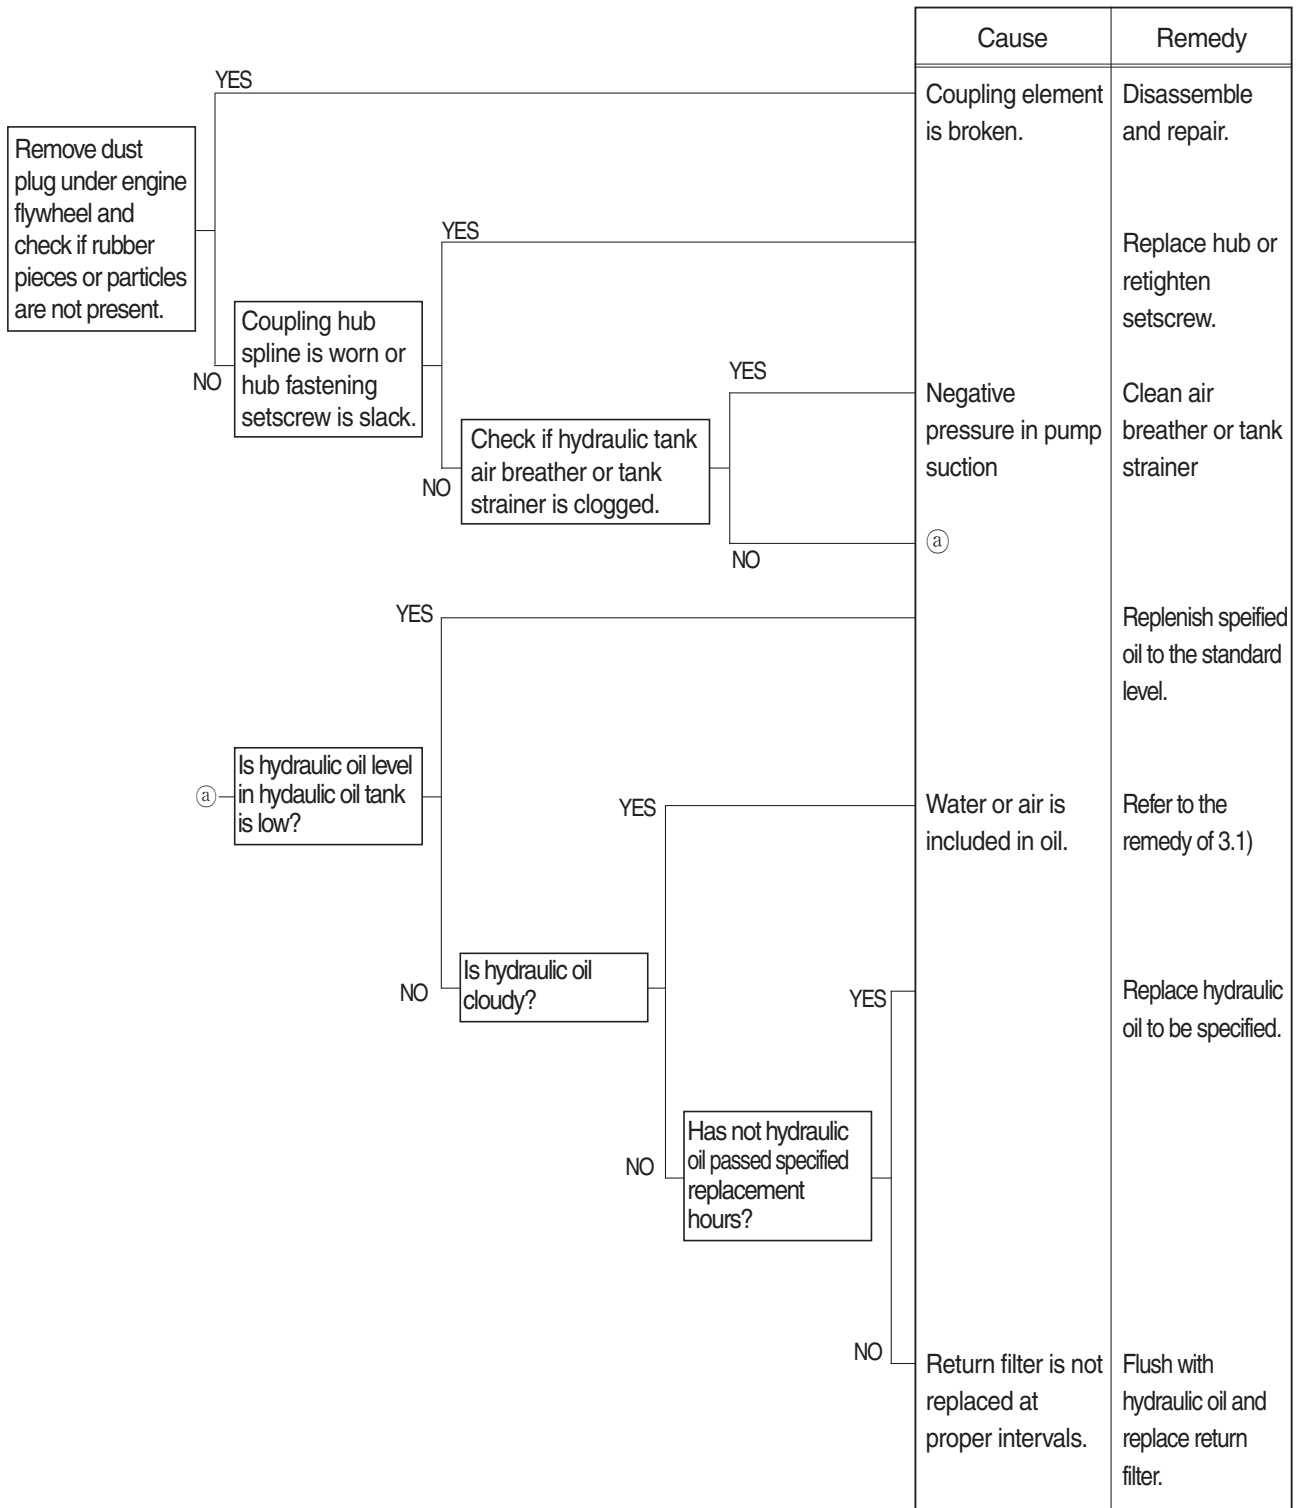 Cause
Remedy
YES
Coupling element
is broken.
Disassemble
and repair.
Remove dust
plug under engine
flywheel and
check if rubber
pieces or particles
are not present.
YES
Replace hub or
retighten
setscrew.
NO
Coupling hub
spline is worn or
hub fastening
setscrew is slack.
YES
Negative
pressure in pump
suction
Clean air
breather or tank
strainer
NO
Check if hydraulic tank
air breather or tank
strainer is clogged.
NO
ⓐ
YES
Replenish speified
oil to the standard
level.
ⓐ
Is hydraulic oil level
in hydaulic oil tank
is low?
YES
Water or air is
included in oil.
Refer to the
remedy of 3.1)
NO
Is hydraulic oil
cloudy?
YES
Replace hydraulic
oil to be specified.
NO
Has not hydraulic
oil passed specified
replacement
hours?
NO
Return filter is not
replaced at
proper intervals.
Flush with
hydraulic oil and
replace return
filter.